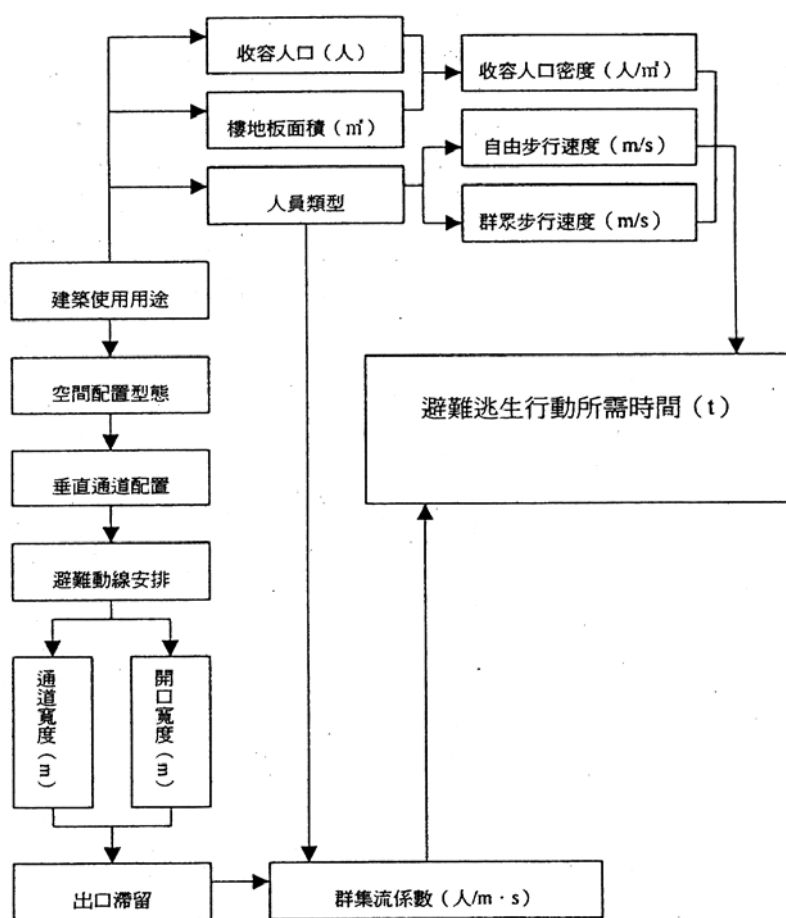 收容人口（人）
收容人口密度（人/㎡）
樓地板面積（㎡）
自由步行速度（m/s）
人員類型
群眾步行速度（m/s）
建築使用用途
空間配置型態
避難逃生行動所需時間（t）
垂直通道配置
避難動線安排
通道寬度（m）
開口寬度（m）
出口滯留
群集流係數（人/m·s）